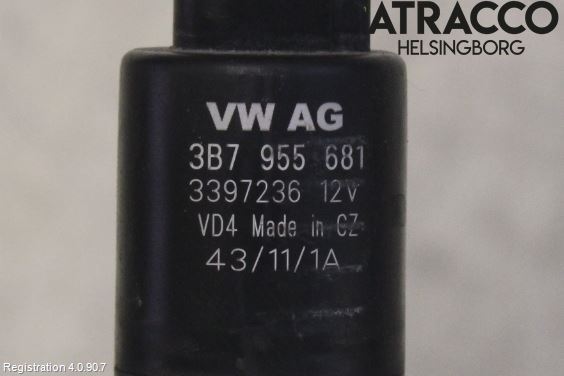 ATRACCO
HELSINGBORG
VW AG
3B7 955 681
3397236 12V
VD4 Made in CZ
43/11/1A
Registration 4.0.90.7